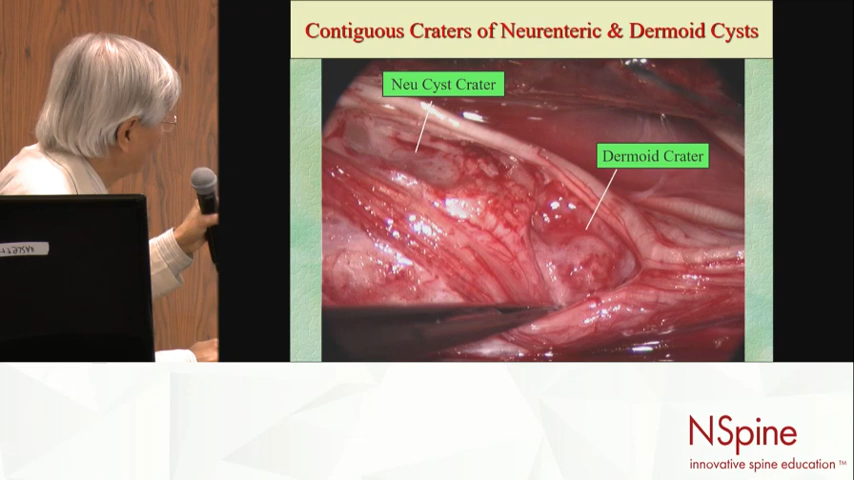 Contiguous Craters of Neurenteric & Dermoid Cysts
Neu Cyst Crater
Dermoid Crater
NSpine
innovative spine education™